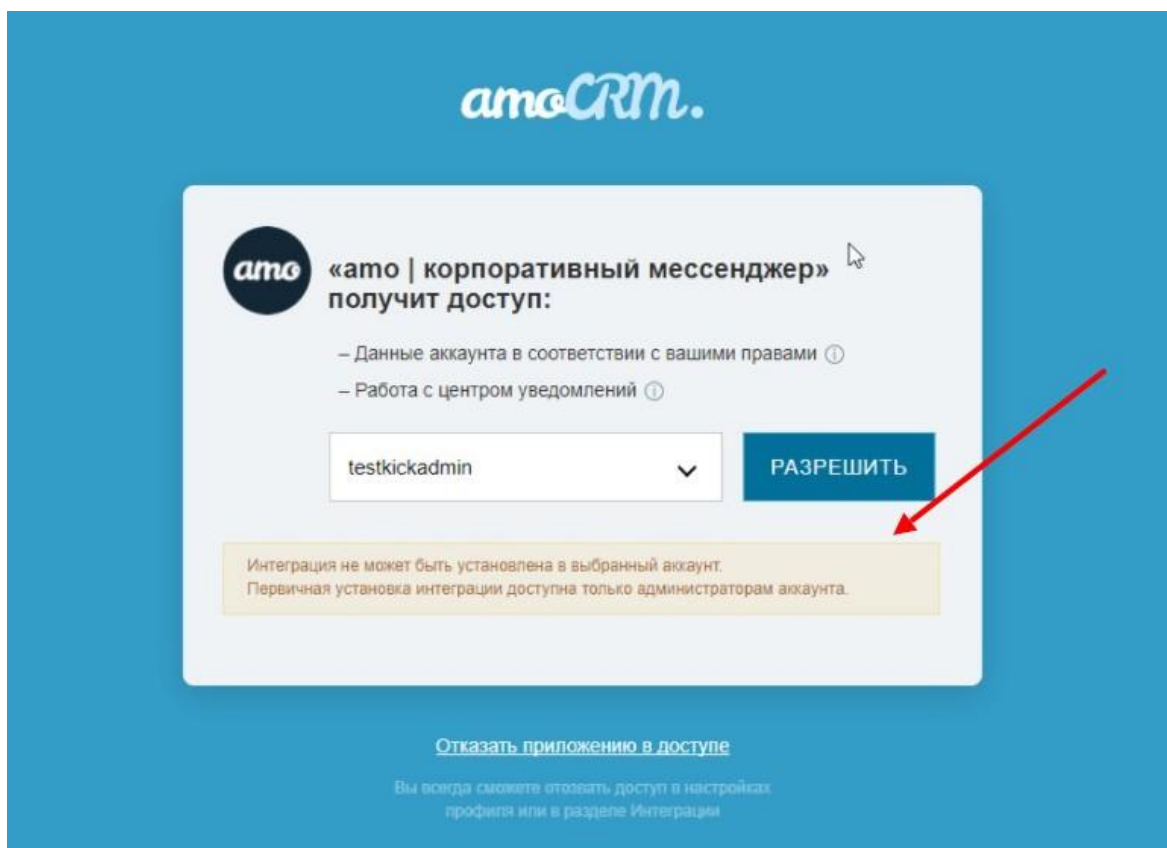 amoCRM.
amo
«amo | корпоративный мессенджер»
получит доступ:
– Данные аккаунта в соответствии с вашими правами
– Работа с центром уведомлений
testkickadmin
РАЗРЕШИТЬ
Интеграция не может быть установлена в выбранный аккаунт.
Первичная установка интеграции доступна только администраторам аккаунта.
Отказать приложению в доступе
Вы всегда сможете отозвать доступ в настройках
профиля или в разделе Интеграции